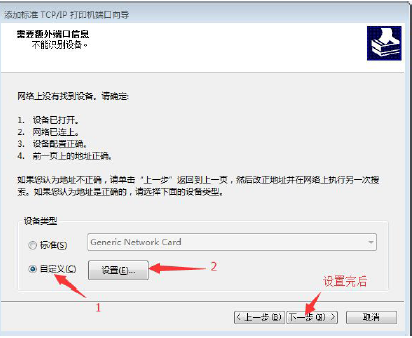 添加标准 TCP/IP 打印机端口向导
需要额外端口信息
不能识别设备。
网络上没有找到设备。请确定:
1. 设备已打开。
2. 网络已连上。
3. 设备配置正确。
4. 前一页上的地址正确。
如果您认为地址不正确，请单击“上一步”返回到上一页，然后改正地址并在网络上执行另一次搜
索。如果您认为地址是正确的，请选择下面的设备类型。
设备类型
标准(S)
Generic Network Card
自定义(C)
设置(E)...
2
设置完后
1
< 上一步(B)
下一步(N) >
取消